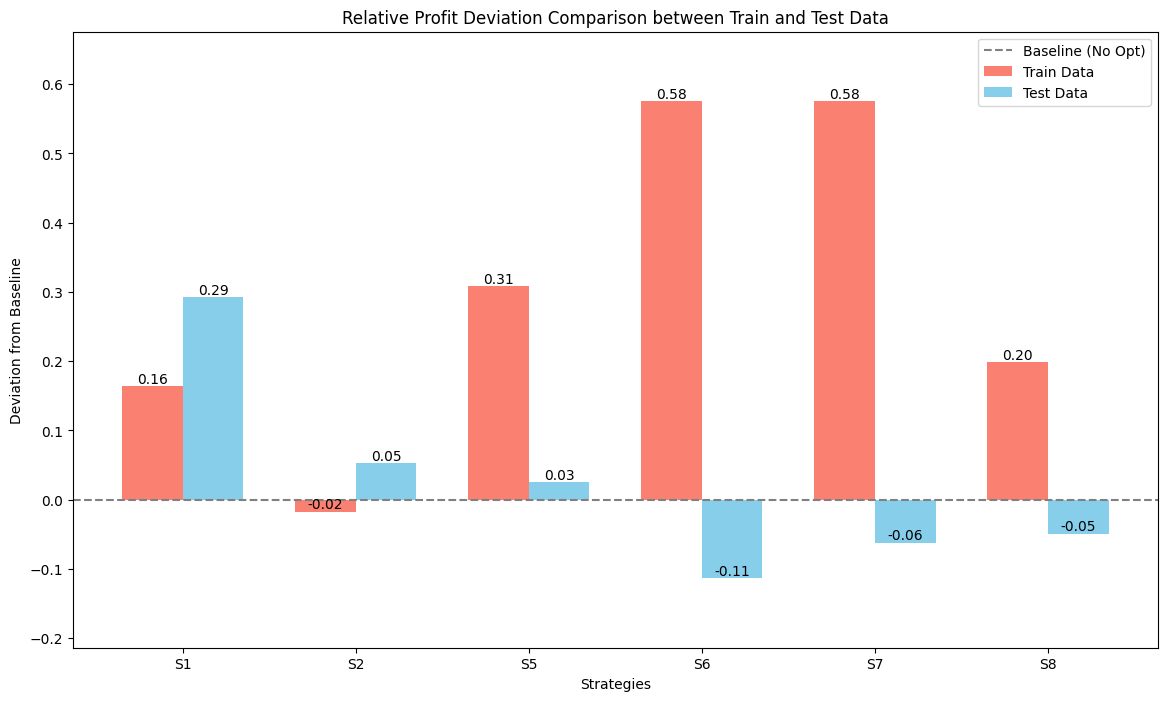 Relative Profit Deviation Comparison between Train and Test Data
Baseline (No Opt)
Train Data
Test Data
Deviation from Baseline
0.6
0.5
0.4
0.3
0.2
0.1
0.0
−0.1
−0.2
0.16
0.29
-0.02
0.05
0.31
0.03
0.58
-0.11
0.58
-0.06
0.20
-0.05
S1
S2
S5
S6
S7
S8
Strategies